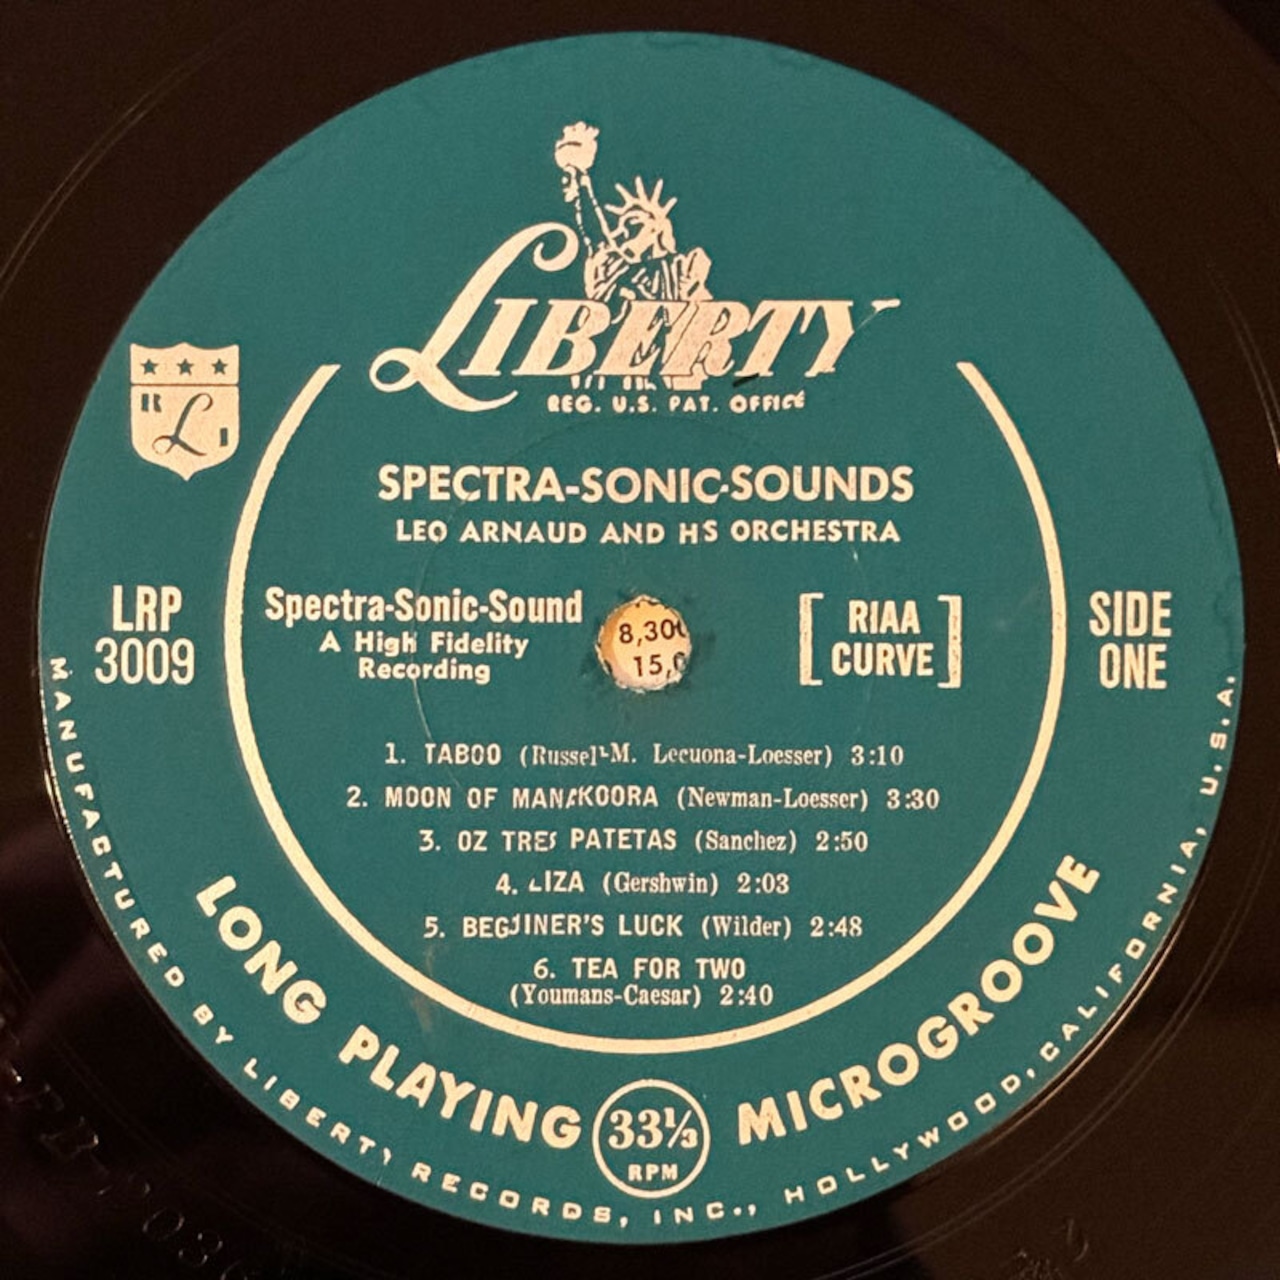 LIBERTY
REG. U.S. PAT. OFFICE
R L I
SPECTRA-SONIC-SOUNDS
LEO ARNAUD AND HS ORCHESTRA
LRP
3009
Spectra-Sonic-Sound
A High Fidelity
Recording
8,30
15,0
[ RIAA
CURVE ]
SIDE
ONE
1. TABOO (Russell-M. Lecuona-Loesser) 3:10
2. MOON OF MANAKOORA (Newman-Loesser) 3:30
3. OZ TRES PATETAS (Sanchez) 2:50
4. LIZA (Gershwin) 2:03
5. BEGINNER'S LUCK (Wilder) 2:48
6. TEA FOR TWO
(Youmans-Caesar) 2:40
LONG PLAYING 33⅓ RPM MICROGROOVE
MANUFACTURED BY LIBERTY RECORDS, INC., HOLLYWOOD, CALIFORNIA, U.S.A.